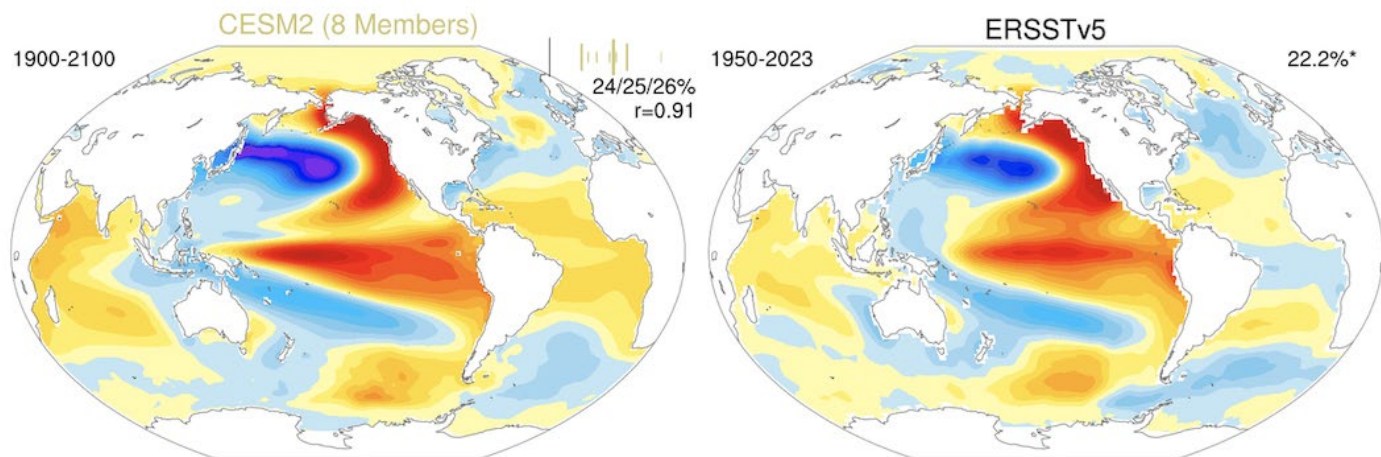 CESM2 (8 Members)
1900-2100
24/25/26%
r=0.91
ERSSTv5
1950-2023
22.2%*